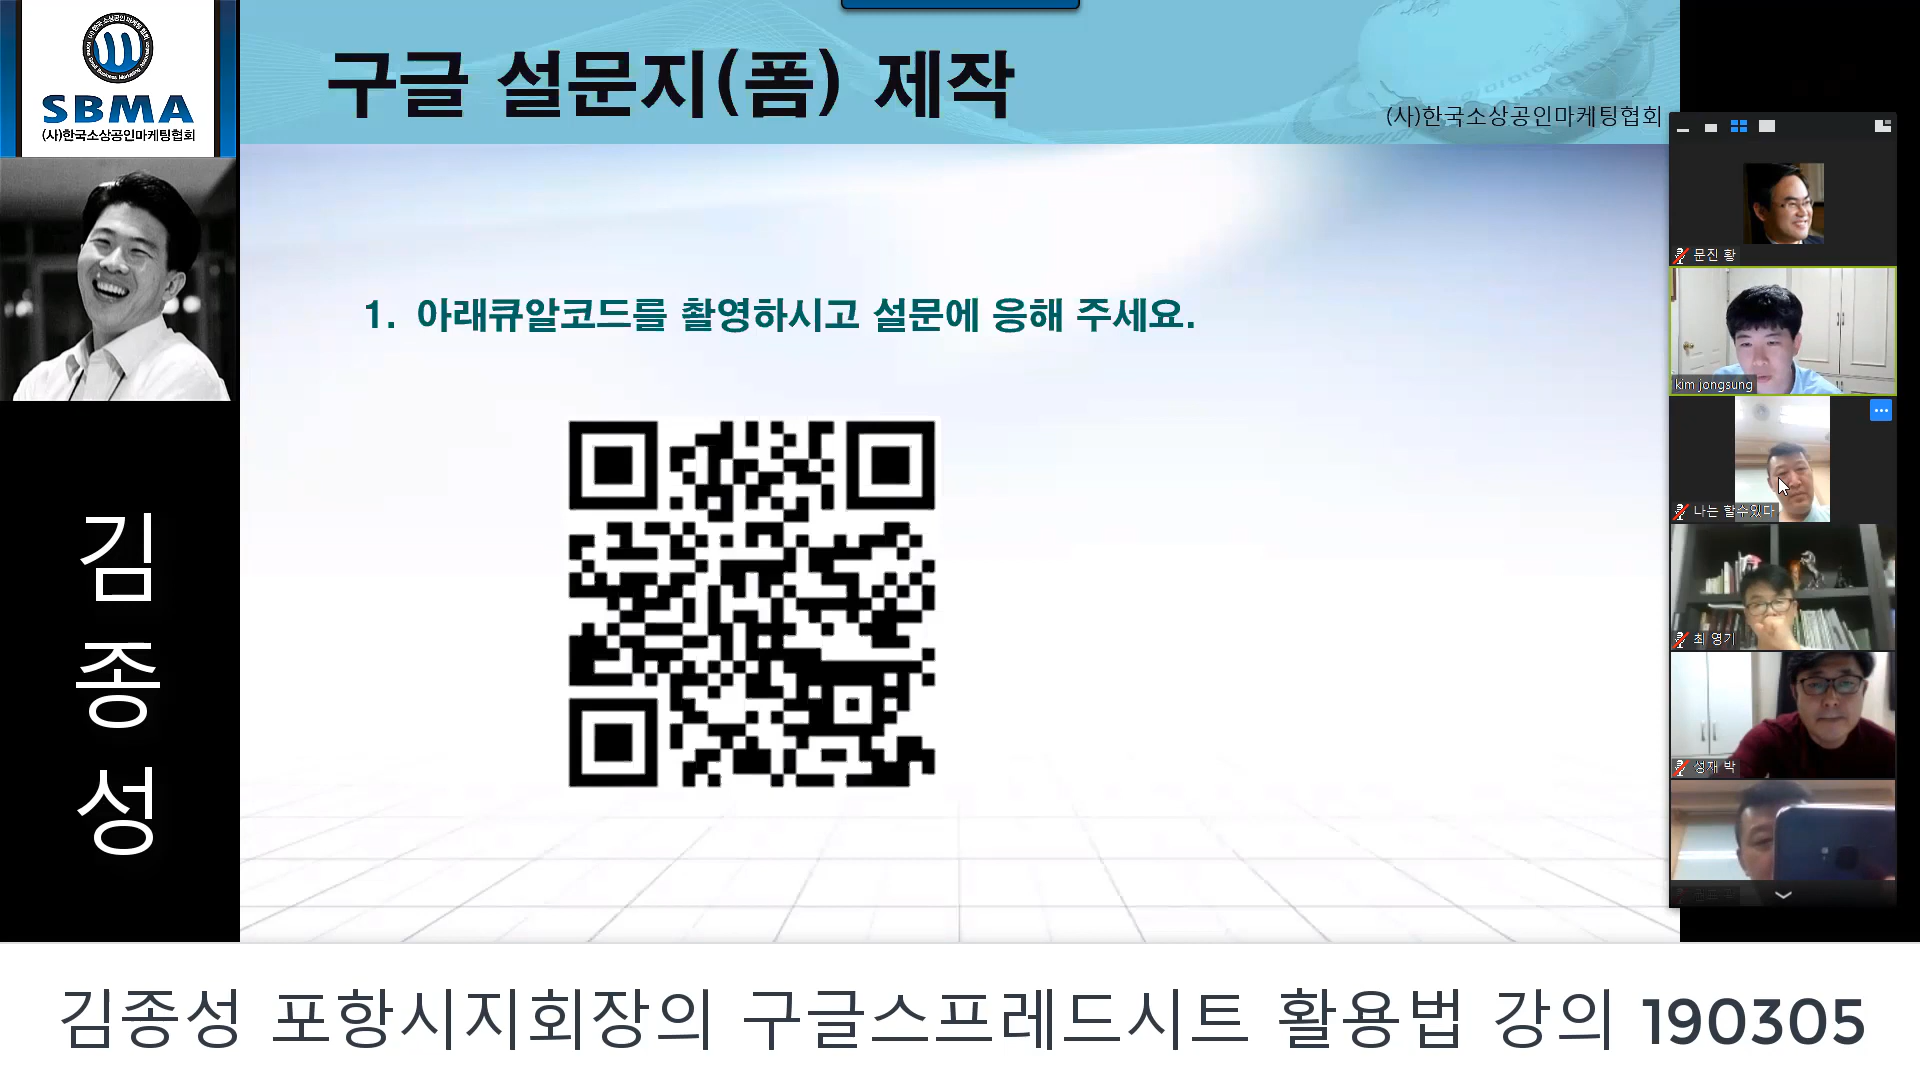 SBMA
(사)한국소상공인마케팅협회
구글 설문지(폼) 제작
(사)한국소상공인마케팅협회
1. 아래큐알코드를 촬영하시고 설문에 응해 주세요.
김
종
성
문진 황
kim jongsung
나는 할수있다
최 영기
성재 박
김종성 포항시지회장의 구글스프레드시트 활용법 강의 190305